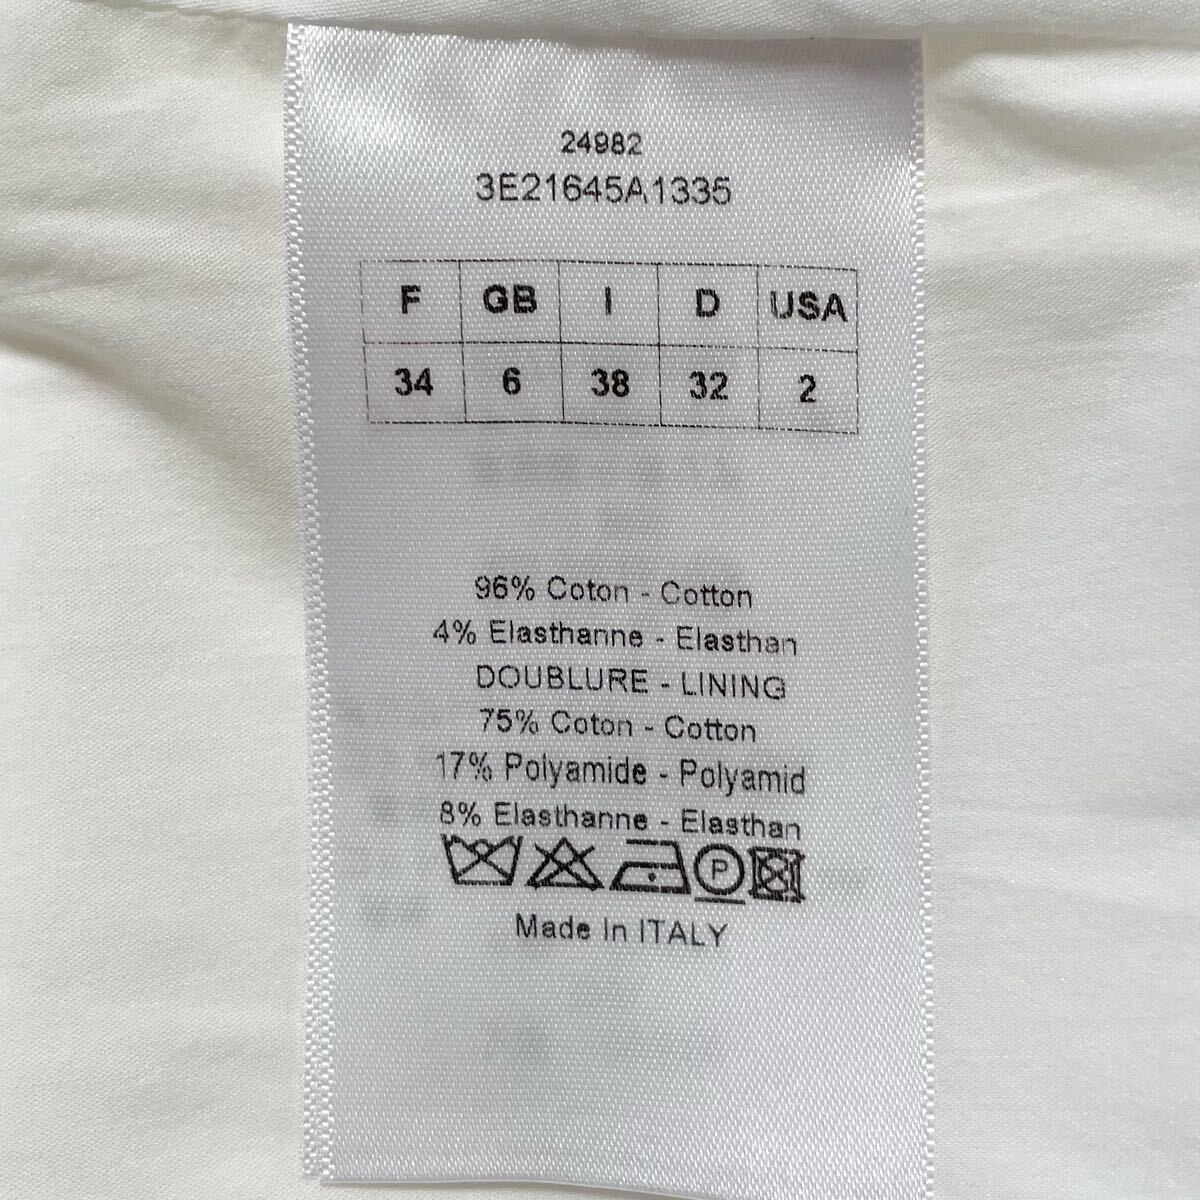 24982
3E21645A1335
F GB I D USA
34 6 38 32 2
96% Coton - Cotton
4% Elasthanne - Elasthan
DOUBLURE - LINING
75% Coton - Cotton
17% Polyamide - Polyamid
8% Elasthanne - Elasthan
P
Made In ITALY